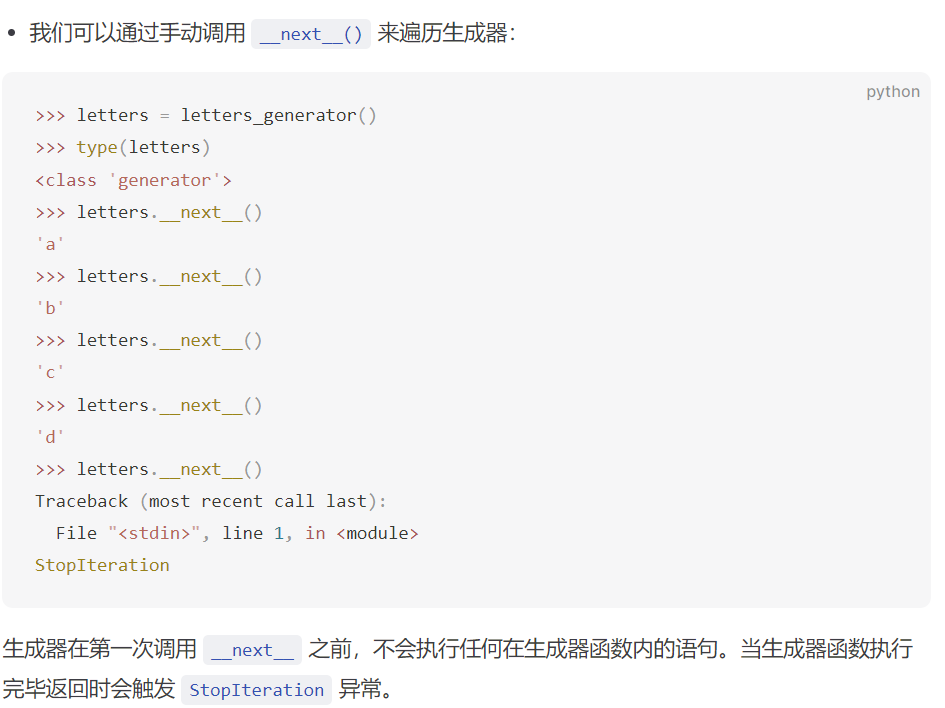 • 我们可以通过手动调用 __next__() 来遍历生成器：
python
>>> letters = letters_generator()
>>> type(letters)
<class 'generator'>
>>> letters.__next__()
'a'
>>> letters.__next__()
'b'
>>> letters.__next__()
'c'
>>> letters.__next__()
'd'
>>> letters.__next__()
Traceback (most recent call last):
  File "<stdin>", line 1, in <module>
StopIteration
生成器在第一次调用 __next__ 之前，不会执行任何在生成器函数内的语句。当生成器函数执行
完毕返回时会触发 StopIteration 异常。